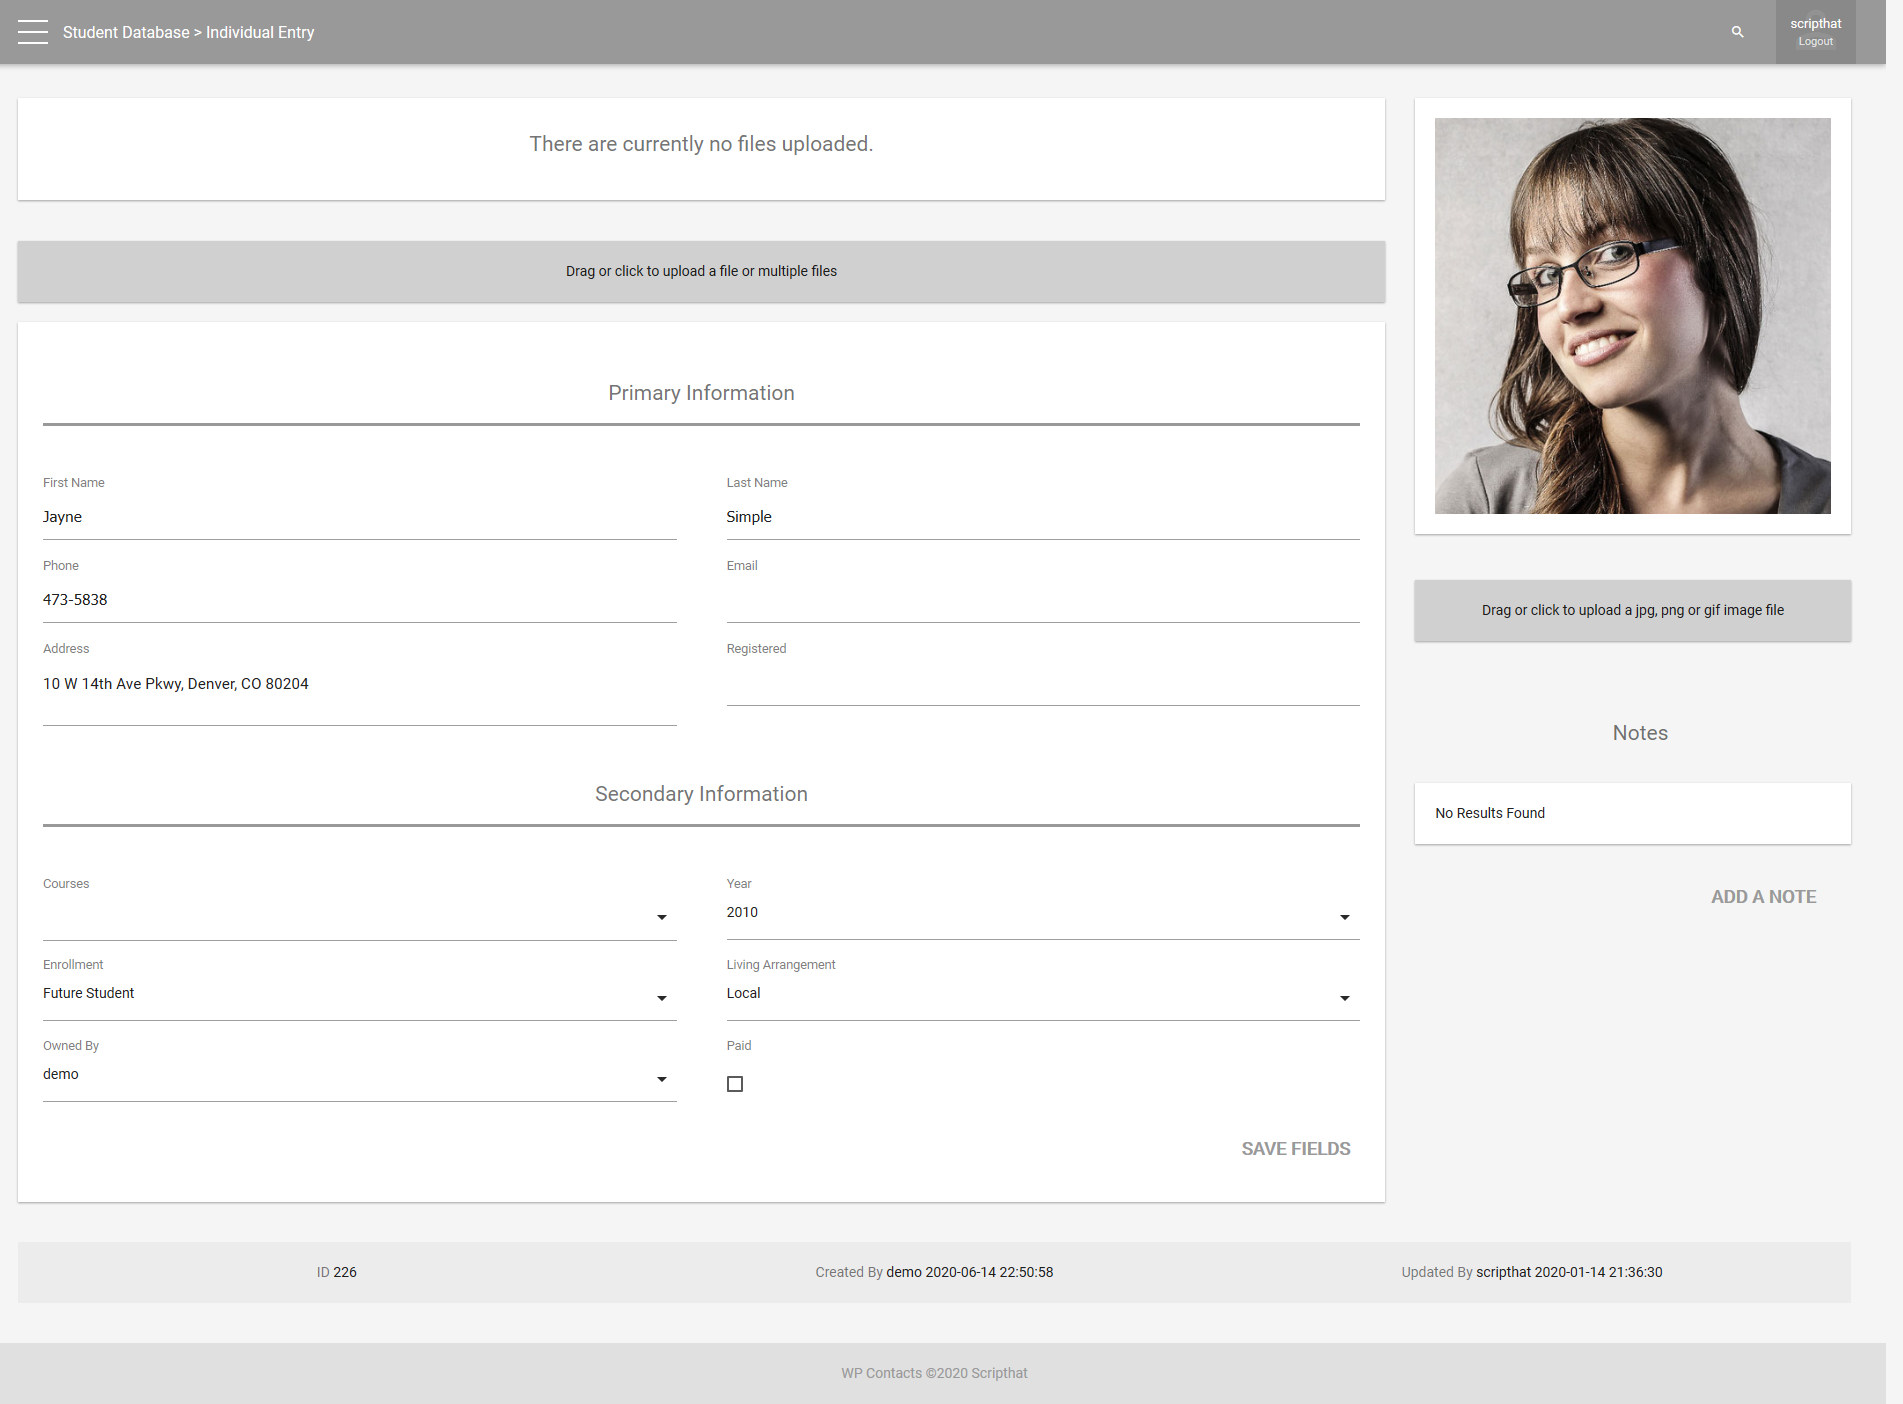 Student Database > Individual Entry
scripthat
Logout
There are currently no files uploaded.
Drag or click to upload a file or multiple files
Primary Information
First Name
Last Name
Jayne
Simple
Phone
Email
473-5838
Address
Registered
10 W 14th Ave Pkwy, Denver, CO 80204
Secondary Information
Courses
Year
2010
Enrollment
Living Arrangement
Future Student
Local
Owned By
Paid
demo
SAVE FIELDS
Drag or click to upload a jpg, png or gif image file
Notes
No Results Found
ADD A NOTE
ID 226
Created By demo 2020-06-14 22:50:58
Updated By scripthat 2020-01-14 21:36:30
WP Contacts ©2020 Scripthat